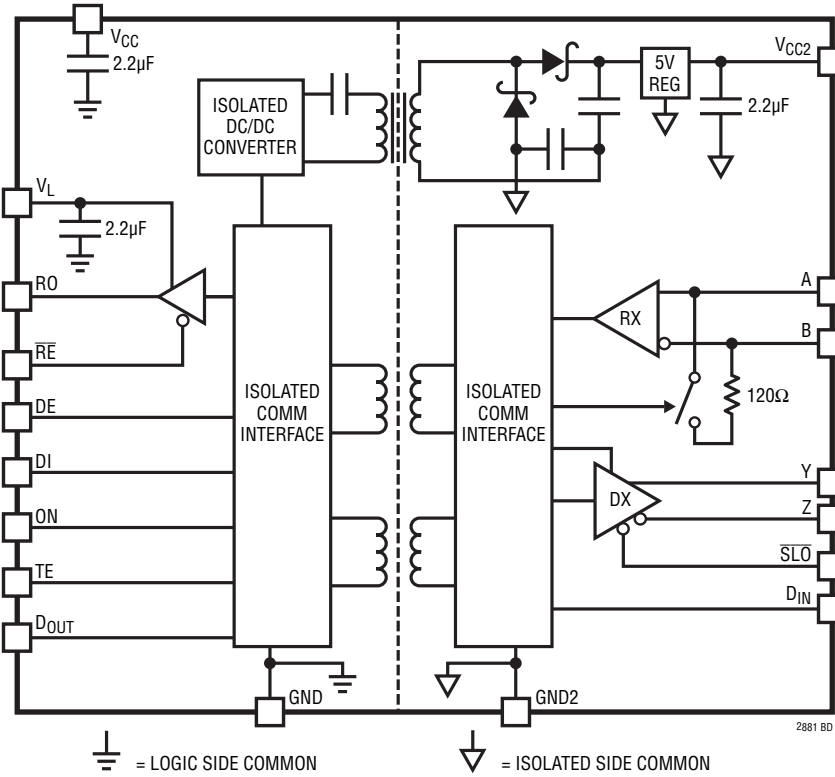 VCC
2.2µF
ISOLATED
DC/DC
CONVERTER
5V
REG
VCC2
2.2µF
VL
2.2µF
RO
RE
DE
DI
ON
TE
DOUT
ISOLATED
COMM
INTERFACE
GND
ISOLATED
COMM
INTERFACE
RX
A
B
120Ω
DX
Y
Z
SLO
DIN
GND2
2881 BD
= LOGIC SIDE COMMON
= ISOLATED SIDE COMMON